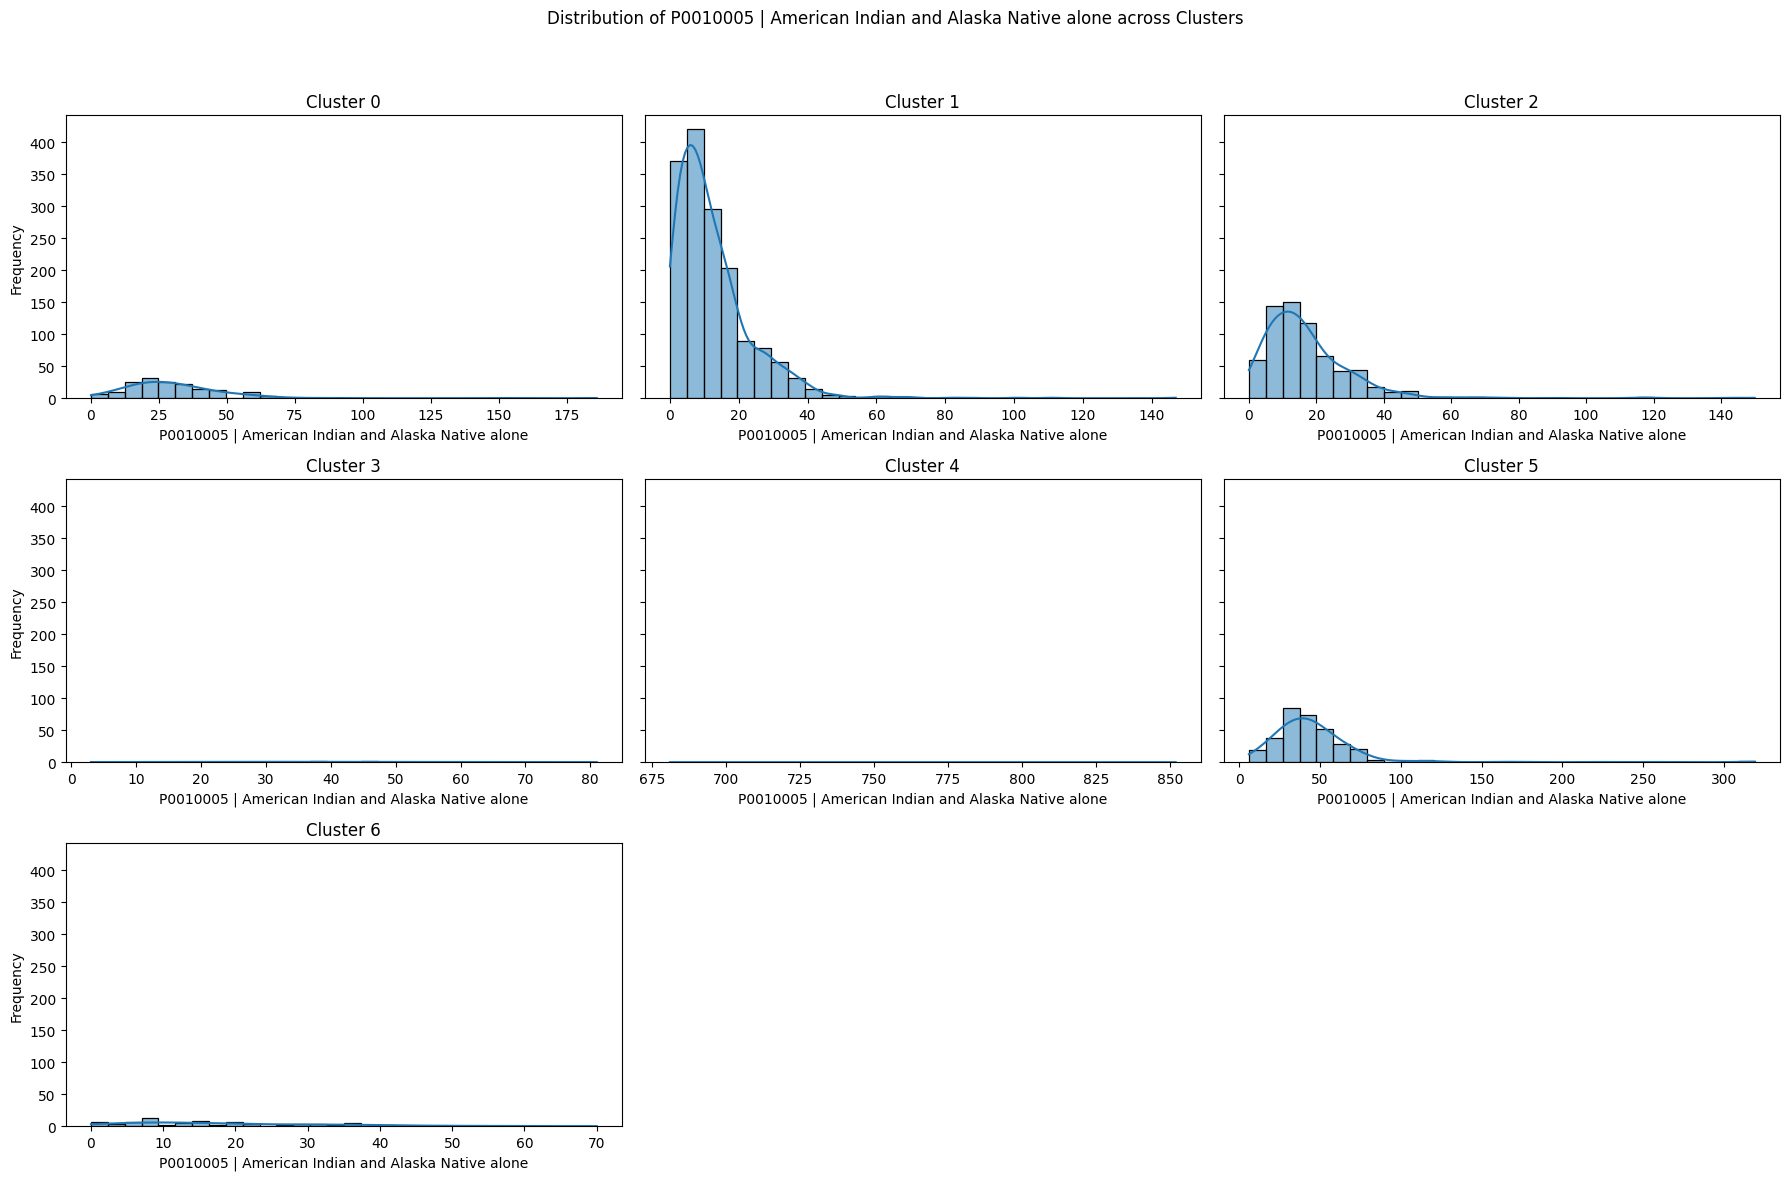 Distribution of P0010005 | American Indian and Alaska Native alone across Clusters
Cluster 0
Frequency
400
350
300
250
200
150
100
50
0
0 25 50 75 100 125 150 175
P0010005 | American Indian and Alaska Native alone
Cluster 1
0 20 40 60 80 100 120 140
P0010005 | American Indian and Alaska Native alone
Cluster 2
0 20 40 60 80 100 120 140
P0010005 | American Indian and Alaska Native alone
Cluster 3
Frequency
400
350
300
250
200
150
100
50
0
0 10 20 30 40 50 60 70 80
P0010005 | American Indian and Alaska Native alone
Cluster 4
675 700 725 750 775 800 825 850
P0010005 | American Indian and Alaska Native alone
Cluster 5
0 50 100 150 200 250 300
P0010005 | American Indian and Alaska Native alone
Cluster 6
Frequency
400
350
300
250
200
150
100
50
0
0 10 20 30 40 50 60 70
P0010005 | American Indian and Alaska Native alone